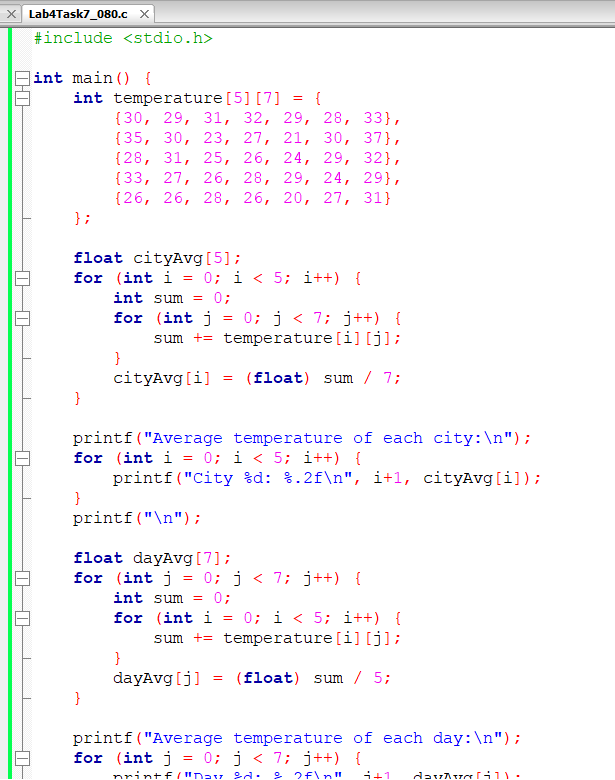 Lab4Task7_080.c
#include <stdio.h>
int main() {
    int temperature[5][7] = {
        {30, 29, 31, 32, 29, 28, 33},
        {35, 30, 23, 27, 21, 30, 37},
        {28, 31, 25, 26, 24, 29, 32},
        {33, 27, 26, 28, 29, 24, 29},
        {26, 26, 28, 26, 20, 27, 31}
    };
    float cityAvg[5];
    for (int i = 0; i < 5; i++) {
        int sum = 0;
        for (int j = 0; j < 7; j++) {
            sum += temperature[i][j];
        }
        cityAvg[i] = (float) sum / 7;
    }
    printf("Average temperature of each city:\n");
    for (int i = 0; i < 5; i++) {
        printf("City %d: %.2f\n", i+1, cityAvg[i]);
    }
    printf("\n");
    float dayAvg[7];
    for (int j = 0; j < 7; j++) {
        int sum = 0;
        for (int i = 0; i < 5; i++) {
            sum += temperature[i][j];
        }
        dayAvg[j] = (float) sum / 5;
    }
    printf("Average temperature of each day:\n");
    for (int j = 0; j < 7; j++) {
        printf("Day %d: %.2f\n", j+1, dayAvg[j]);